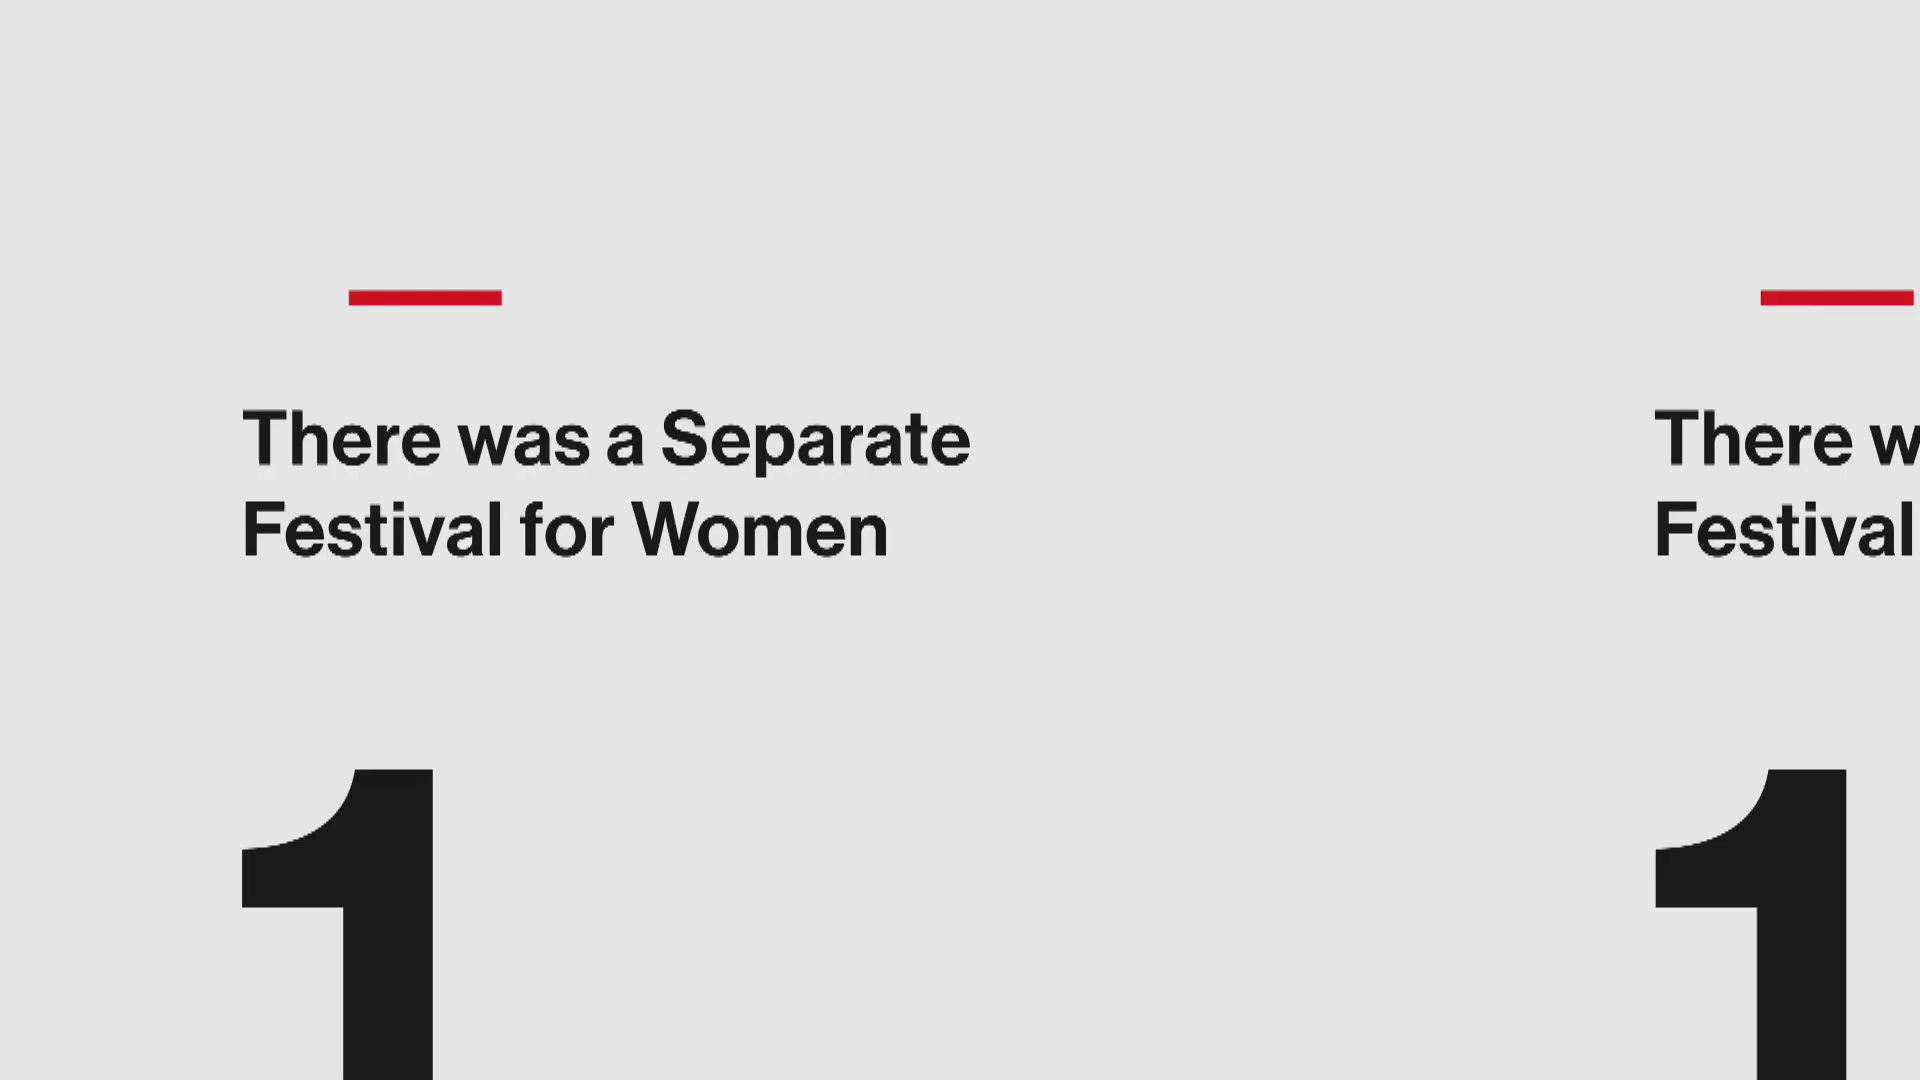 There was a Separate
Festival for Women
1
There w
Festival
1